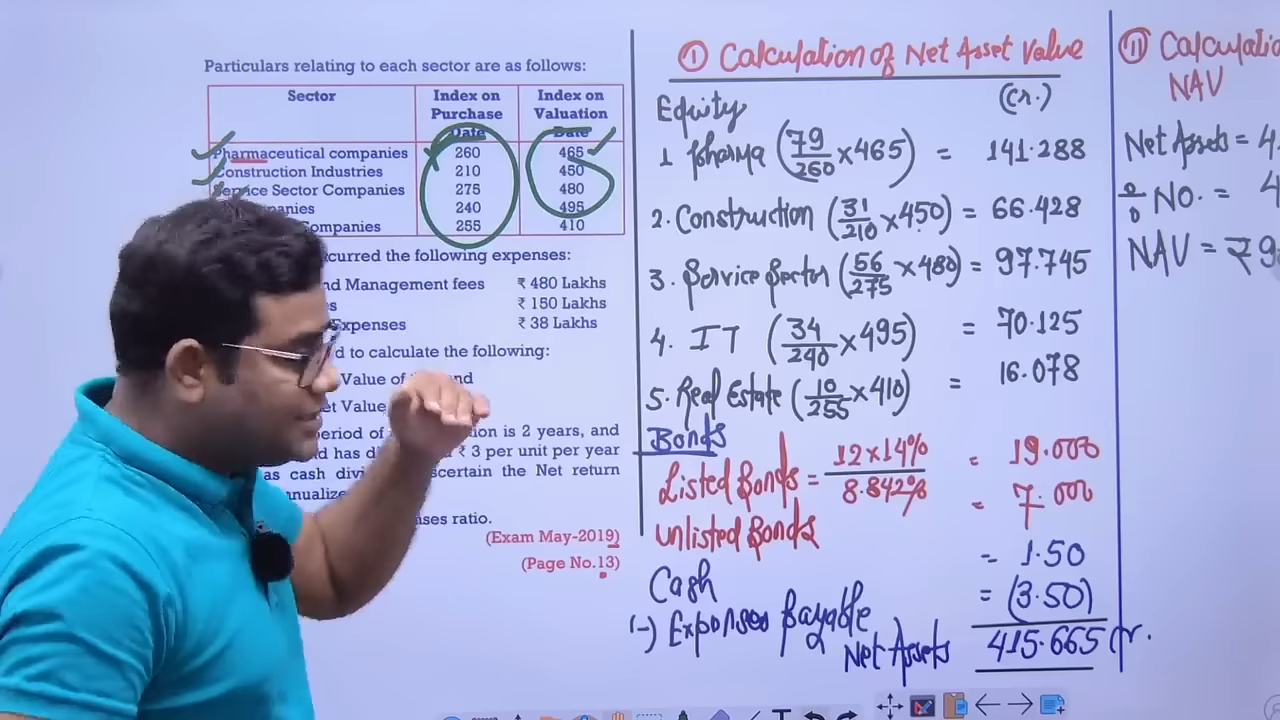 Particulars relating to each sector are as follows:
Sector Index on Purchase Date Index on Valuation Date
Pharmaceutical companies 260 465
Construction Industries 210 450
Service Sector Companies 275 480
240 495
255 410
incurred the following expenses:
Management fees ₹ 480 Lakhs
₹ 150 Lakhs
Expenses ₹ 38 Lakhs
to calculate the following:
Value of
Value
period of is 2 years, and
has ₹ 3 per unit per year
as cash ascertain the Net return
ratio.
(Exam May-2019)
(Page No.13)
① Calculation of Net Asset Value
(Cr.)
Equity
1 Pharma (79/260 x 465) = 141.288
2. Construction (31/210 x 450) = 66.428
3. Service Sector (56/275 x 480) = 97.745
4. IT (34/240 x 495) = 70.125
5. Real Estate (10/255 x 410) = 16.078
Bonds
Listed Bonds = 12 x 14% / 8.842% = 19.000
Unlisted Bonds = 7.000
Cash = 1.50
(-) Expenses Payable = (3.50)
Net Assets 415.665 Cr.
② 
NAV
Net Assets = 4
No. = 4
NAV = ₹9